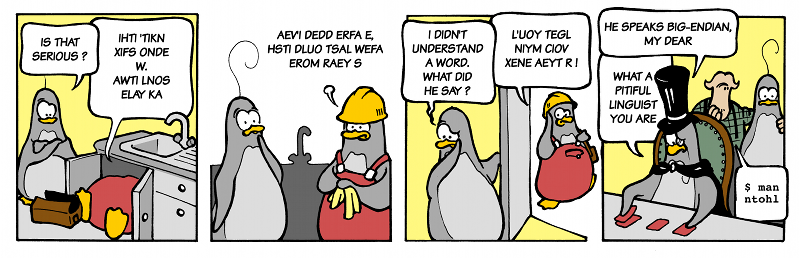 IS THAT
SERIOUS ?
IHTI 'TIKN
XIFS ONDE
W.
AWTI LNOS
ELAY KA
AEV'I DEDD ERFA E,
HSTI DLUO TSAL WEFA
EROM RAEY S
I DIDN'T
UNDERSTAND
A WORD.
WHAT DID
HE SAY ?
L'UOY TEGL
NIYM CIOV
XENE AEYT R !
HE SPEAKS BIG-ENDIAN,
MY DEAR
WHAT A
PITIFUL
LINGUIST
YOU ARE
$ man
ntohl